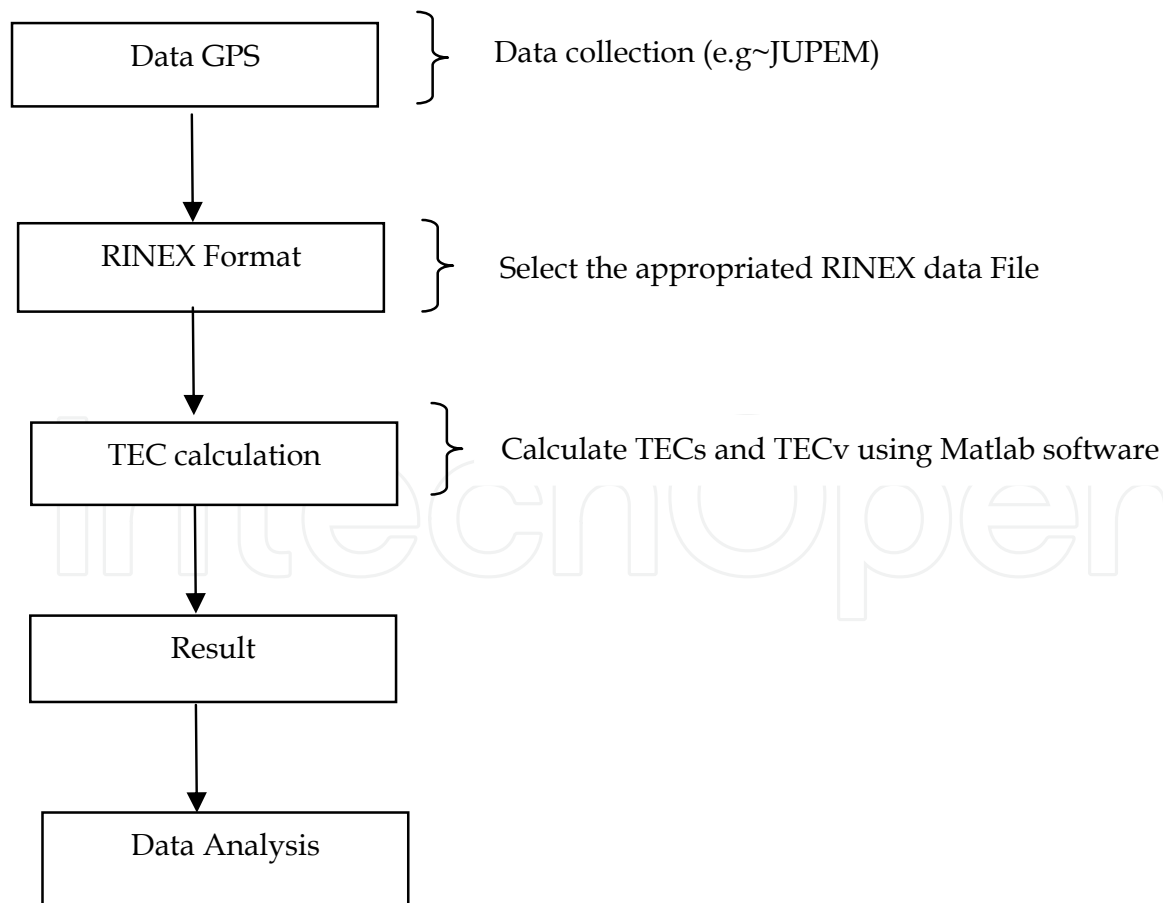 Data GPS
Data collection (e.g~JUPEM)
RINEX Format
Select the appropriated RINEX data File
TEC calculation
Calculate TECs and TECv using Matlab software
IntechOpen
Result
Data Analysis